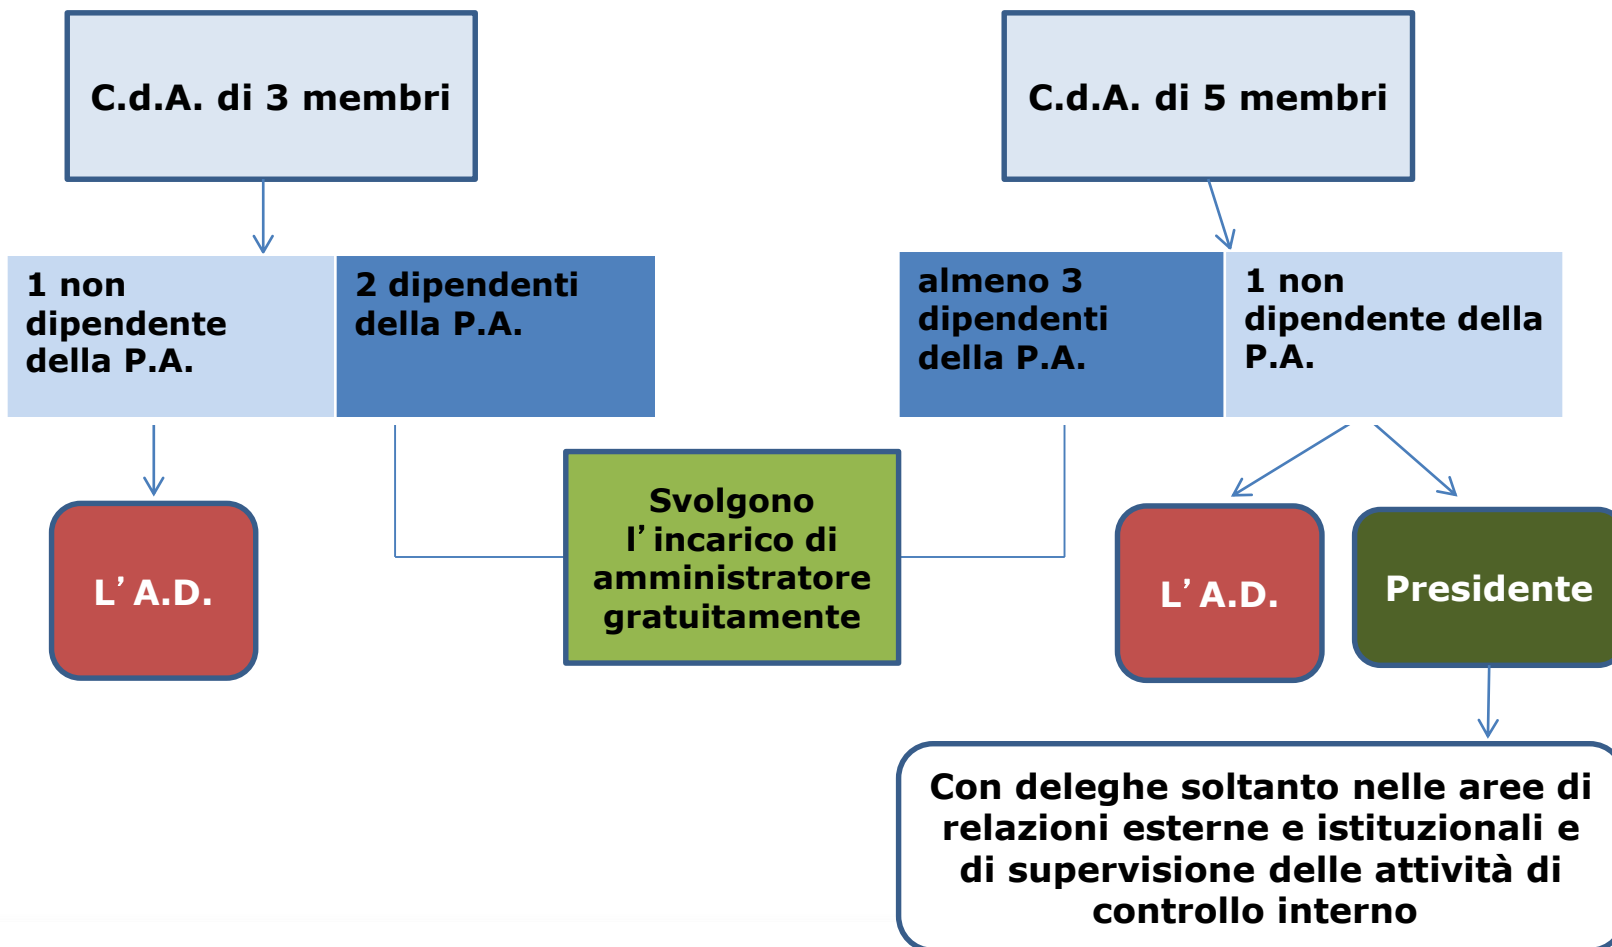 C.d.A. di 3 membri
C.d.A. di 5 membri
1 non
dipendente
della P.A.
2 dipendenti
della P.A.
almeno 3
dipendenti
della P.A.
1 non
dipendente della
P.A.
Svolgono
l’incarico di
amministratore
gratuitamente
L’A.D.
L’A.D.
Presidente
Con deleghe soltanto nelle aree di
relazioni esterne e istituzionali e
di supervisione delle attività di
controllo interno